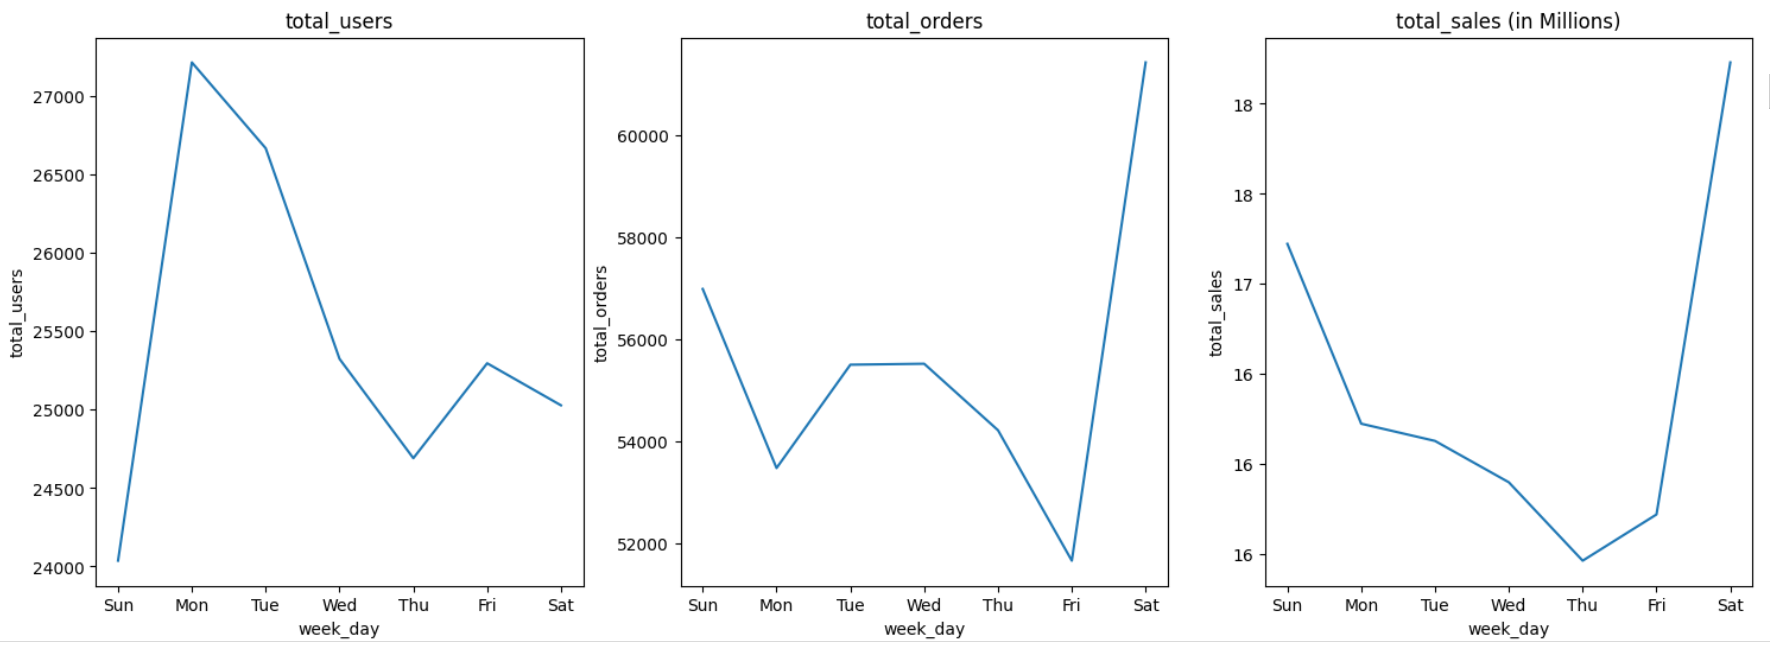 total_users
27000
26500
26000
25500
25000
24500
24000
total_users
Sun Mon Tue Wed Thu Fri Sat
week_day
total_orders
60000
58000
56000
54000
52000
total_orders
Sun Mon Tue Wed Thu Fri Sat
week_day
total_sales (in Millions)
18
18
17
16
16
16
total_sales
Sun Mon Tue Wed Thu Fri Sat
week_day